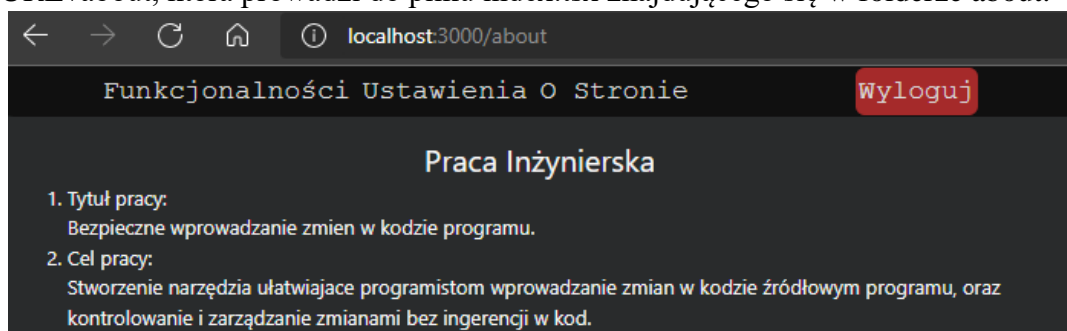 localhost:3000/about
Funkcjonalności Ustawienia O Stronie Wyloguj
Praca Inżynierska
1. Tytuł pracy:
Bezpieczne wprowadzanie zmien w kodzie programu.
2. Cel pracy:
Stworzenie narzędzia ułatwiajace programistom wprowadzanie zmian w kodzie źródłowym programu, oraz
kontrolowanie i zarządzanie zmianami bez ingerencji w kod.